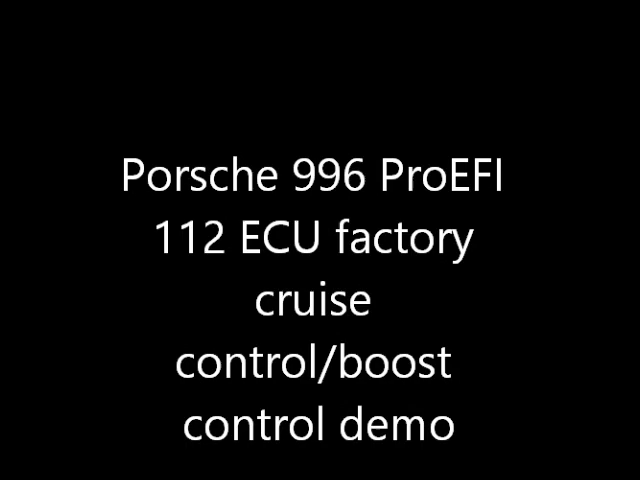 Porsche 996 ProEFI
112 ECU factory
cruise
control/boost
control demo